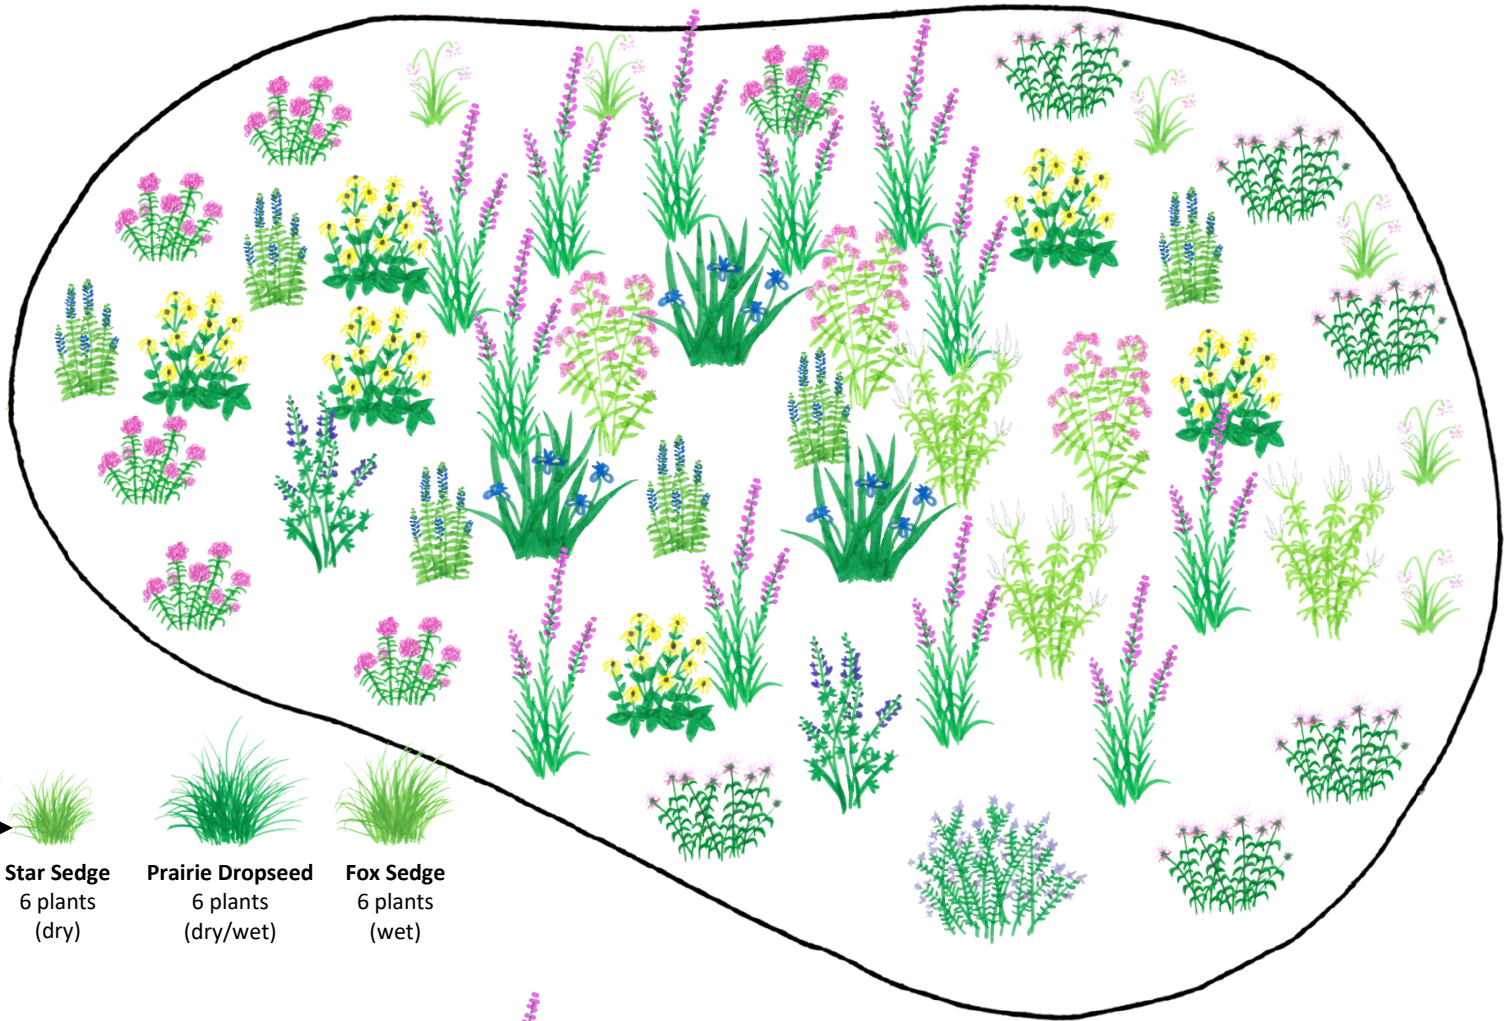 Star Sedge
6 plants
(dry)
Prairie Dropseed
6 plants
(dry/wet)
Fox Sedge
6 plants
(wet)